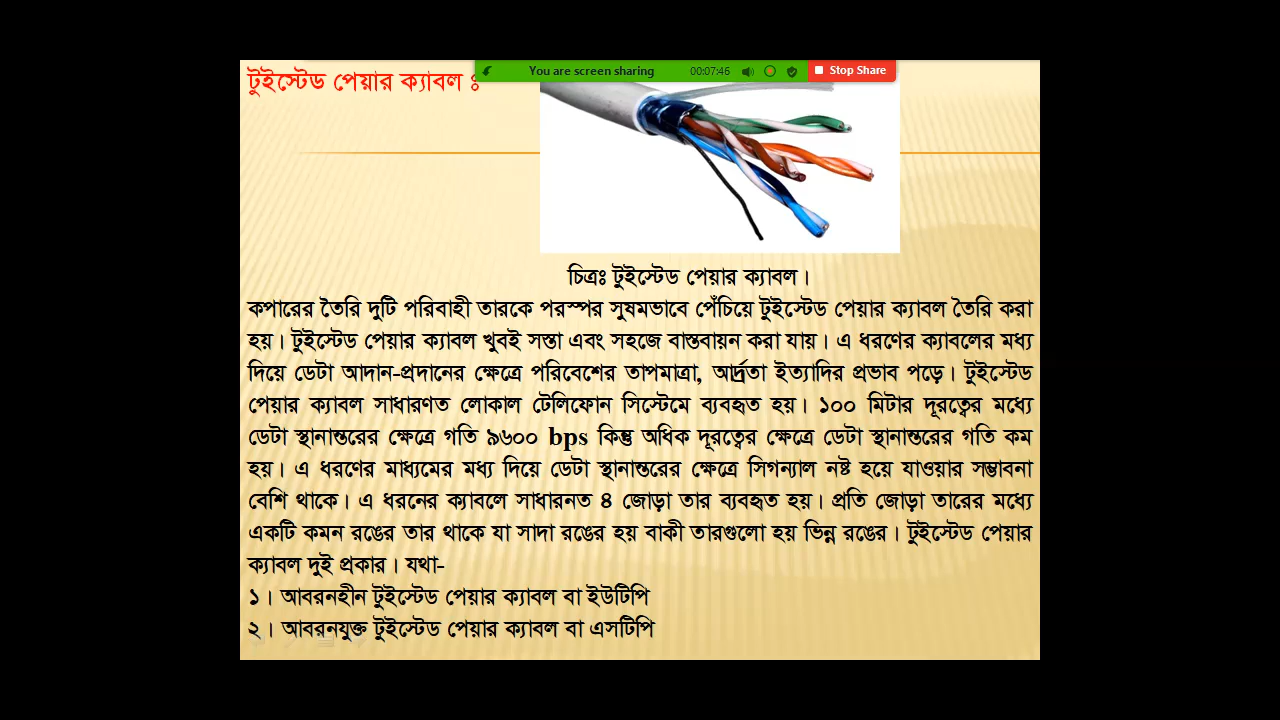 টুইস্টেড পেয়ার ক্যাবল ঃ
You are screen sharing
00:07:46
Stop Share
চিত্রঃ টুইস্টেড পেয়ার ক্যাবল।
কপারের তৈরি দুটি পরিবাহী তারকে পরস্পর সুষমভাবে পেঁচিয়ে টুইস্টেড পেয়ার ক্যাবল তৈরি করা
হয়। টুইস্টেড পেয়ার ক্যাবল খুবই সস্তা এবং সহজে বাস্তবায়ন করা যায়। এ ধরণের ক্যাবলের মধ্য
দিয়ে ডেটা আদান-প্রদানের ক্ষেত্রে পরিবেশের তাপমাত্রা, আর্দ্রতা ইত্যাদির প্রভাব পড়ে। টুইস্টেড
পেয়ার ক্যাবল সাধারণত লোকাল টেলিফোন সিস্টেমে ব্যবহৃত হয়। ১০০ মিটার দূরত্বের মধ্যে
ডেটা স্থানান্তরের ক্ষেত্রে গতি ৯৬০০ bps কিন্তু অধিক দূরত্বের ক্ষেত্রে ডেটা স্থানান্তরের গতি কম
হয়। এ ধরণের মাধ্যমের মধ্য দিয়ে ডেটা স্থানান্তরের ক্ষেত্রে সিগন্যাল নষ্ট হয়ে যাওয়ার সম্ভাবনা
বেশি থাকে। এ ধরনের ক্যাবলে সাধারনত ৪ জোড়া তার ব্যবহৃত হয়। প্রতি জোড়া তারের মধ্যে
একটি কমন রঙের তার থাকে যা সাদা রঙের হয় বাকী তারগুলো হয় ভিন্ন রঙের। টুইস্টেড পেয়ার
ক্যাবল দুই প্রকার। যথা-
১। আবরনহীন টুইস্টেড পেয়ার ক্যাবল বা ইউটিপি
২। আবরনযুক্ত টুইস্টেড পেয়ার ক্যাবল বা এসটিপি